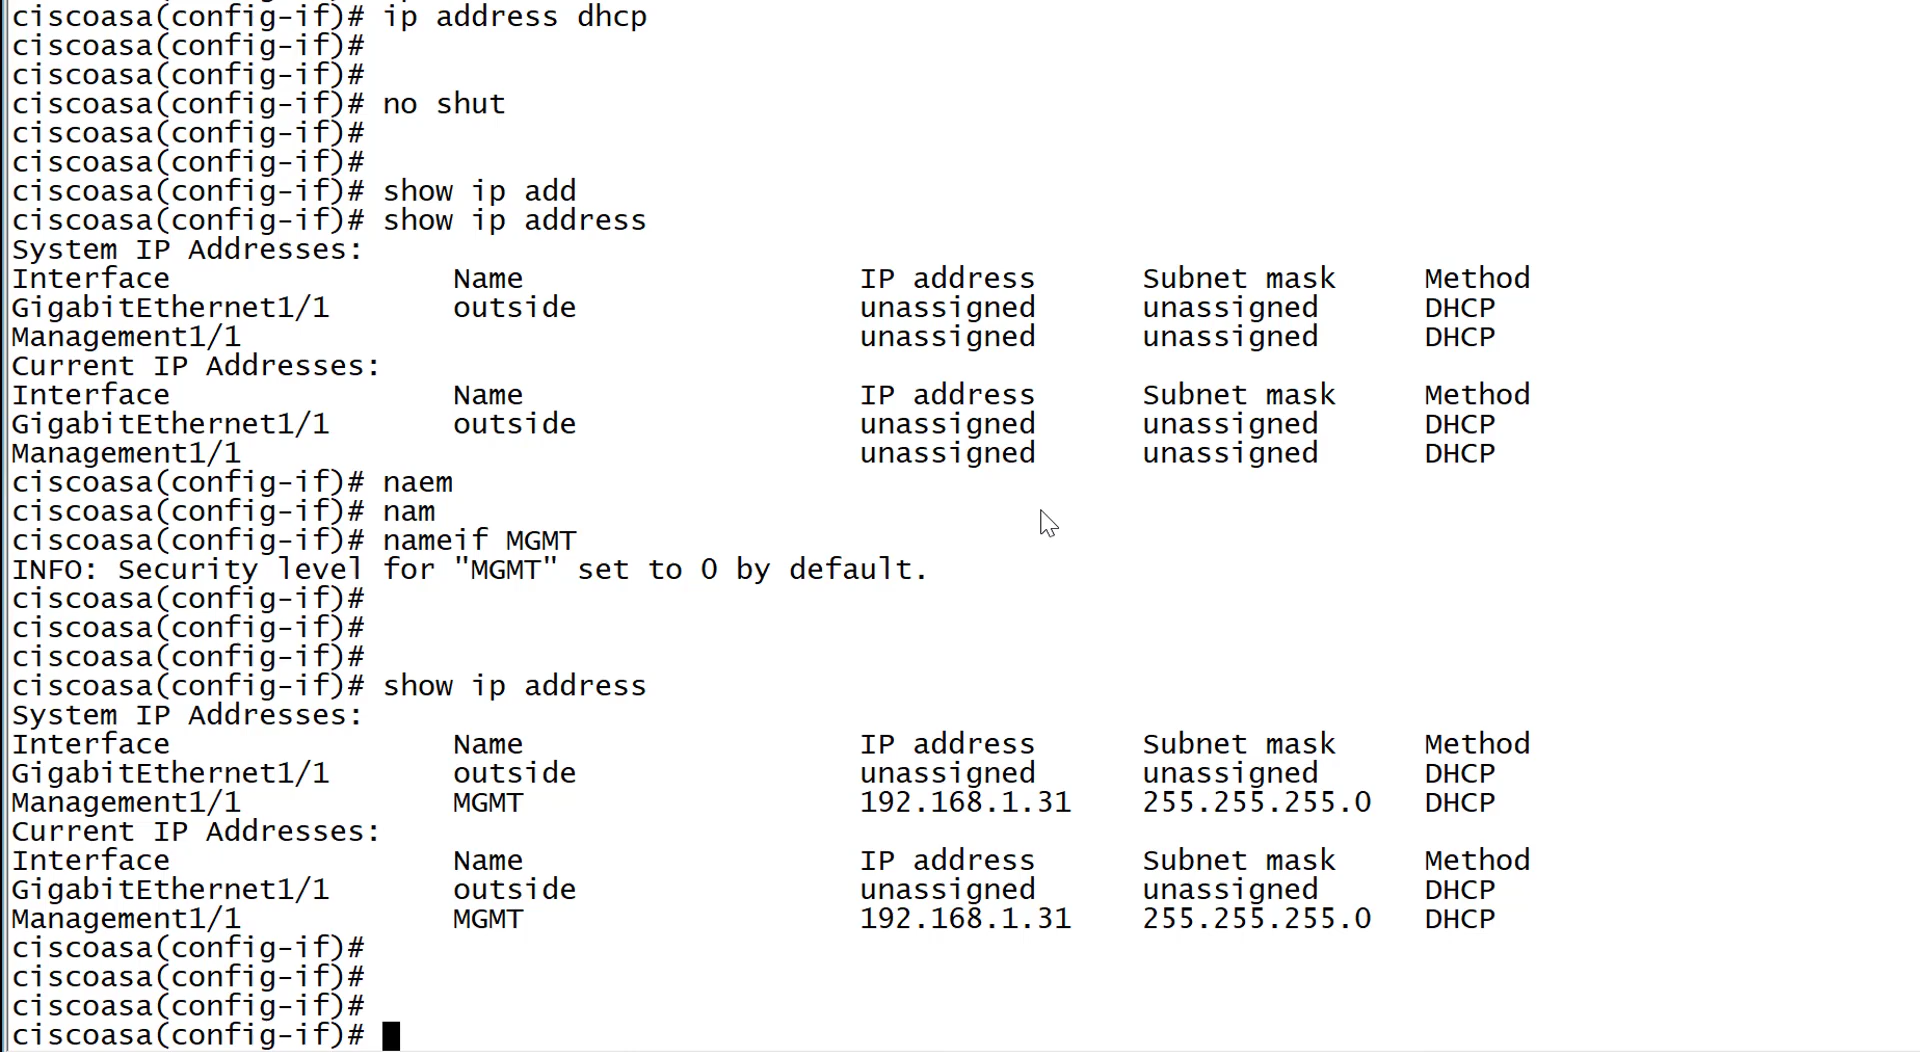 ciscoasa(config-if)# ip address dhcp
ciscoasa(config-if)#
ciscoasa(config-if)#
ciscoasa(config-if)# no shut
ciscoasa(config-if)#
ciscoasa(config-if)#
ciscoasa(config-if)# show ip add
ciscoasa(config-if)# show ip address
System IP Addresses:
Interface Name IP address Subnet mask Method
GigabitEthernet1/1 outside unassigned unassigned DHCP
Management1/1 unassigned unassigned DHCP
Current IP Addresses:
Interface Name IP address Subnet mask Method
GigabitEthernet1/1 outside unassigned unassigned DHCP
Management1/1 unassigned unassigned DHCP
ciscoasa(config-if)# naem
ciscoasa(config-if)# nam
ciscoasa(config-if)# nameif MGMT
INFO: Security level for "MGMT" set to 0 by default.
ciscoasa(config-if)#
ciscoasa(config-if)#
ciscoasa(config-if)#
ciscoasa(config-if)# show ip address
System IP Addresses:
Interface Name IP address Subnet mask Method
GigabitEthernet1/1 outside unassigned unassigned DHCP
Management1/1 MGMT 192.168.1.31 255.255.255.0 DHCP
Current IP Addresses:
Interface Name IP address Subnet mask Method
GigabitEthernet1/1 outside unassigned unassigned DHCP
Management1/1 MGMT 192.168.1.31 255.255.255.0 DHCP
ciscoasa(config-if)#
ciscoasa(config-if)#
ciscoasa(config-if)#
ciscoasa(config-if)#